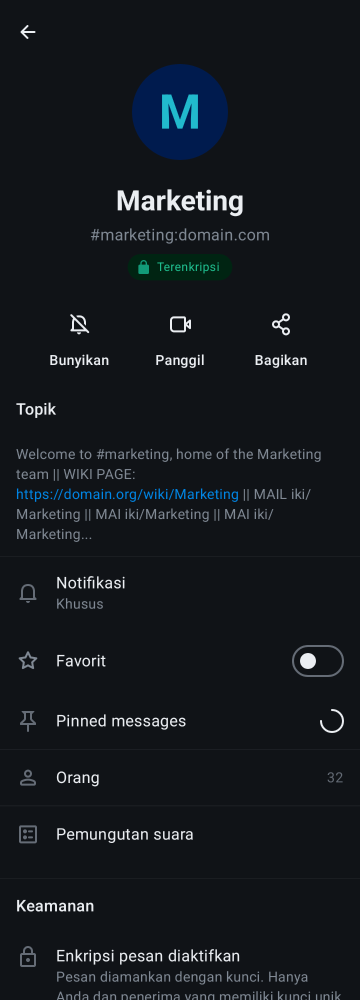 M
Marketing
#marketing:domain.com
Terenkripsi
Bunyikan
Panggil
Bagikan
Topik
Welcome to #marketing, home of the Marketing
team || WIKI PAGE:
https://domain.org/wiki/Marketing || MAIL iki/
Marketing || MAI iki/Marketing || MAI iki/
Marketing...
Notifikasi
Khusus
Favorit
Pinned messages
Orang 32
Pemungutan suara
Keamanan
Enkripsi pesan diaktifkan
Pesan diamankan dengan kunci. Hanya
Anda dan penerima yang memiliki kunci unik